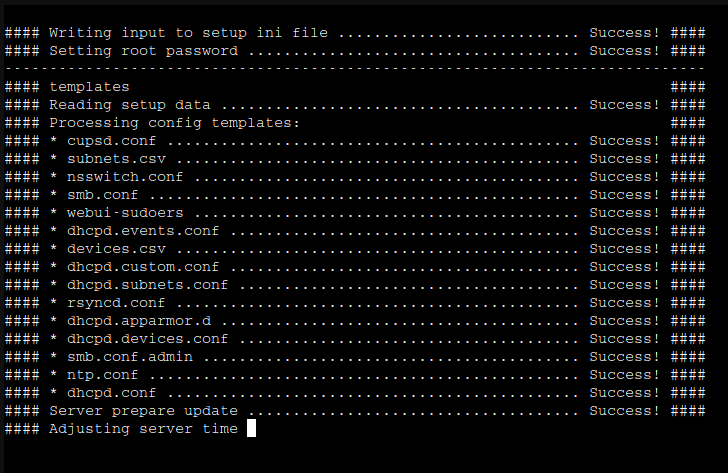 #### Writing input to setup ini file ........................... Success! ####
#### Setting root password ..................................... Success! ####
------------------------------------------------------------------------------
#### templates                                                            ####
#### Reading setup data ........................................ Success! ####
#### Processing config templates:                                         ####
#### * cupsd.conf .............................................. Success! ####
#### * subnets.csv ............................................. Success! ####
#### * nsswitch.conf ........................................... Success! ####
#### * smb.conf ................................................ Success! ####
#### * webui-sudoers ........................................... Success! ####
#### * dhcpd.events.conf ....................................... Success! ####
#### * devices.csv ............................................. Success! ####
#### * dhcpd.custom.conf ....................................... Success! ####
#### * dhcpd.subnets.conf ...................................... Success! ####
#### * rsyncd.conf ............................................. Success! ####
#### * dhcpd.apparmor.d ........................................ Success! ####
#### * dhcpd.devices.conf ...................................... Success! ####
#### * smb.conf.admin .......................................... Success! ####
#### * ntp.conf ................................................ Success! ####
#### * dhcpd.conf .............................................. Success! ####
#### Server prepare update ..................................... Success! ####
#### Adjusting server time